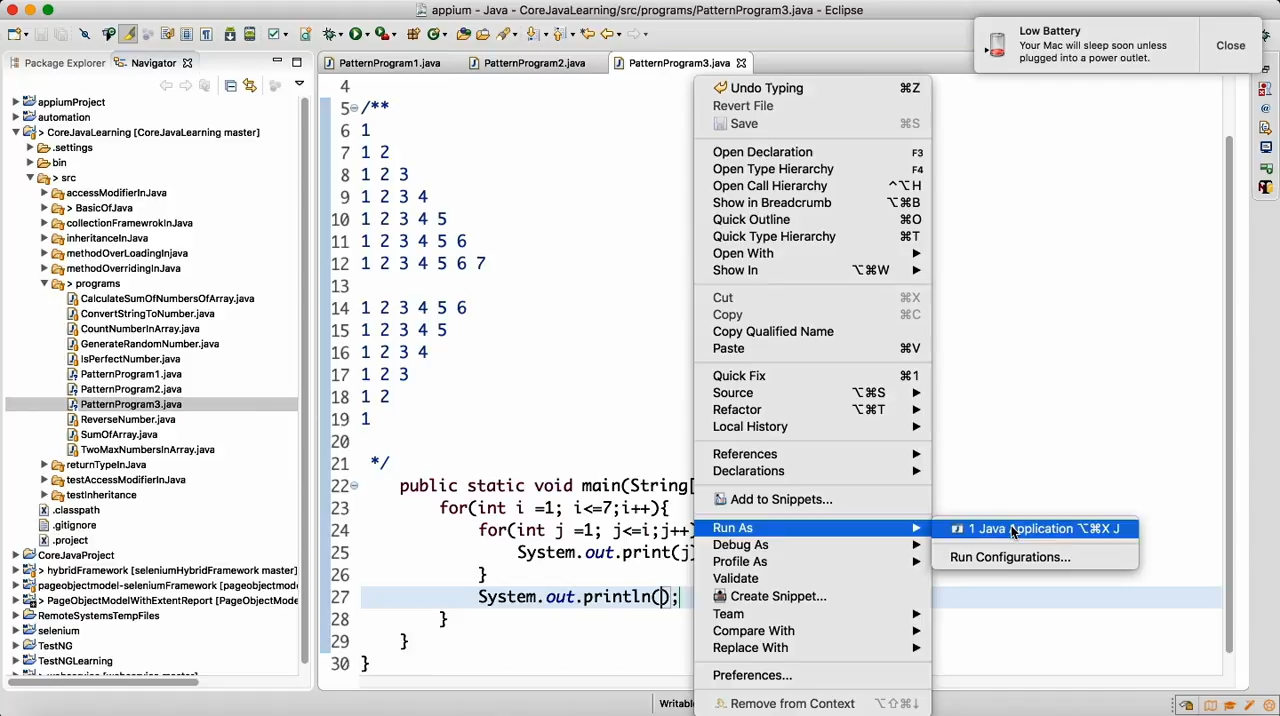 appium - Java - CoreJavaLearning/src/programs/PatternProgram3.java - Eclipse
Low Battery
Your Mac will sleep soon unless
plugged into a power outlet.
Close
Package Explorer
Navigator
appiumProject
automation
> CoreJavaLearning [CoreJavaLearning master]
.settings
bin
> src
accessModifierInJava
> BasicOfJava
collectionFramewrokInJava
inheritanceInJava
methodOverLoadingInjava
methodOverridingInJava
> programs
CalculateSumOfNumbersOfArray.java
ConvertStringToNumber.java
CountNumberInArray.java
GenerateRandomNumber.java
IsPerfectNumber.java
PatternProgram1.java
PatternProgram2.java
PatternProgram3.java
ReverseNumber.java
SumOfArray.java
TwoMaxNumbersInArray.java
returnTypeInJava
testAccessModifierInJava
testInheritance
.classpath
.gitignore
.project
CoreJavaProject
> hybridFramework [seleniumHybridFramework master]
pageobjectmodel-seleniumFramework [pageobjectmodel
> PageObjectModelWithExtentReport [PageObjectMode
RemoteSystemsTempFiles
selenium
TestNG
TestNGLearning
PatternProgram1.java
PatternProgram2.java
PatternProgram3.java
4
5 /**
6 1
7 1 2
8 1 2 3
9 1 2 3 4
10 1 2 3 4 5
11 1 2 3 4 5 6
12 1 2 3 4 5 6 7
13
14 1 2 3 4 5 6
15 1 2 3 4 5
16 1 2 3 4
17 1 2 3
18 1 2
19 1
20
21 */
22 public static void main(String[
23 for(int i =1; i<=7;i++){
24 for(int j =1; j<=i;j++)
25 System.out.print(j)
26 }
27 System.out.println();
28 }
29 }
30 }
Undo Typing ⌘Z
Revert File
Save ⌘S
Open Declaration F3
Open Type Hierarchy F4
Open Call Hierarchy ^⌥H
Show in Breadcrumb ⌥⌘B
Quick Outline ⌘O
Quick Type Hierarchy ⌘T
Open With
Show In ⌥⌘W
Cut ⌘X
Copy ⌘C
Copy Qualified Name
Paste ⌘V
Quick Fix ⌘1
Source ⌥⌘S
Refactor ⌥⌘T
Local History
References
Declarations
Add to Snippets...
Run As
Debug As
Profile As
Validate
Create Snippet...
Team
Compare With
Replace With
Preferences...
Remove from Context ⌥⇧⌘↓
1 Java Application ⌥⌘X J
Run Configurations...
Writabl